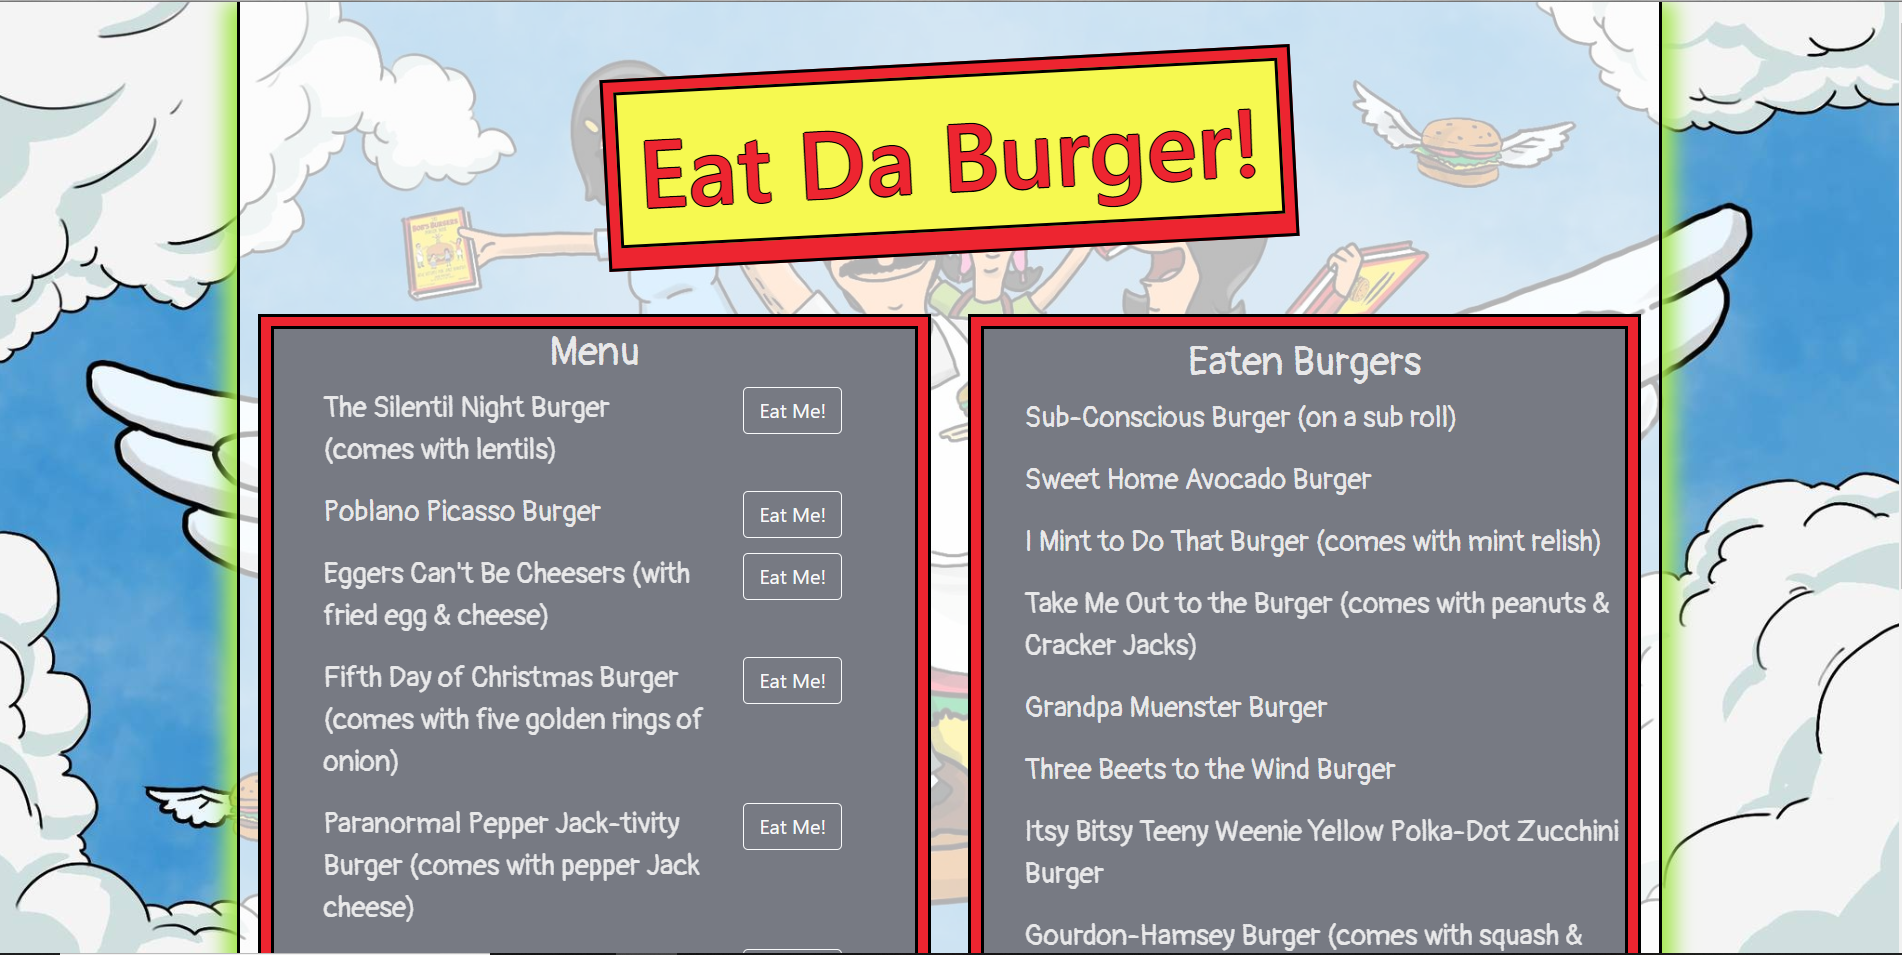 Eat Da Burger!
Menu
The Silentil Night Burger
(comes with lentils)
Eat Me!
Poblano Picasso Burger
Eat Me!
Eggers Can't Be Cheesers (with
fried egg & cheese)
Eat Me!
Fifth Day of Christmas Burger
(comes with five golden rings of
onion)
Eat Me!
Paranormal Pepper Jack-tivity
Burger (comes with pepper Jack
cheese)
Eat Me!
Eaten Burgers
Sub-Conscious Burger (on a sub roll)
Sweet Home Avocado Burger
I Mint to Do That Burger (comes with mint relish)
Take Me Out to the Burger (comes with peanuts &
Cracker Jacks)
Grandpa Muenster Burger
Three Beets to the Wind Burger
Itsy Bitsy Teeny Weenie Yellow Polka-Dot Zucchini
Burger
Gourdon-Hamsey Burger (comes with squash &